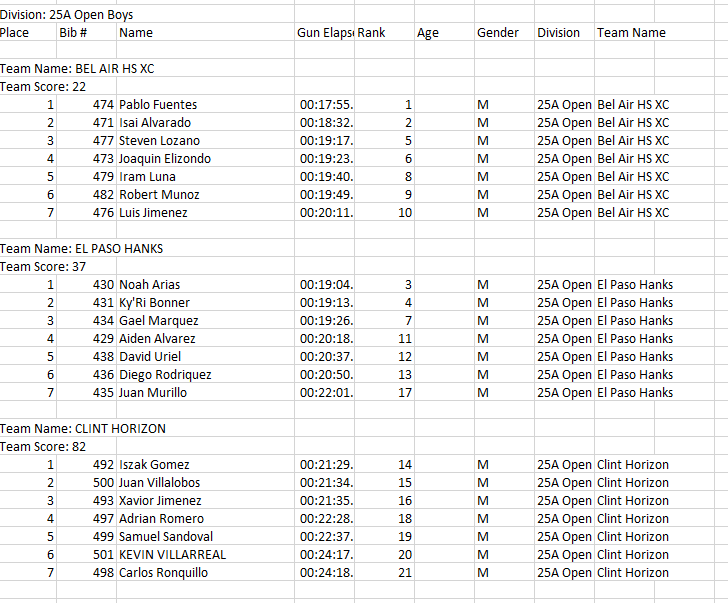 Division: 25A Open Boys
Place Bib # Name Gun Elaps Rank Age Gender Division Team Name
Team Name: BEL AIR HS XC
Team Score: 22
1 474 Pablo Fuentes 00:17:55. 1 M 25A Open Bel Air HS XC
2 471 Isai Alvarado 00:18:32. 2 M 25A Open Bel Air HS XC
3 477 Steven Lozano 00:19:17. 5 M 25A Open Bel Air HS XC
4 473 Joaquin Elizondo 00:19:23. 6 M 25A Open Bel Air HS XC
5 479 Iram Luna 00:19:40. 8 M 25A Open Bel Air HS XC
6 482 Robert Munoz 00:19:49. 9 M 25A Open Bel Air HS XC
7 476 Luis Jimenez 00:20:11. 10 M 25A Open Bel Air HS XC
Team Name: EL PASO HANKS
Team Score: 37
1 430 Noah Arias 00:19:04. 3 M 25A Open El Paso Hanks
2 431 Ky'Ri Bonner 00:19:13. 4 M 25A Open El Paso Hanks
3 434 Gael Marquez 00:19:26. 7 M 25A Open El Paso Hanks
4 429 Aiden Alvarez 00:20:18. 11 M 25A Open El Paso Hanks
5 438 David Uriel 00:20:37. 12 M 25A Open El Paso Hanks
6 436 Diego Rodriquez 00:20:50. 13 M 25A Open El Paso Hanks
7 435 Juan Murillo 00:22:01. 17 M 25A Open El Paso Hanks
Team Name: CLINT HORIZON
Team Score: 82
1 492 Iszak Gomez 00:21:29. 14 M 25A Open Clint Horizon
2 500 Juan Villalobos 00:21:34. 15 M 25A Open Clint Horizon
3 493 Xavior Jimenez 00:21:35. 16 M 25A Open Clint Horizon
4 497 Adrian Romero 00:22:28. 18 M 25A Open Clint Horizon
5 499 Samuel Sandoval 00:22:37. 19 M 25A Open Clint Horizon
6 501 KEVIN VILLARREAL 00:24:17. 20 M 25A Open Clint Horizon
7 498 Carlos Ronquillo 00:24:18. 21 M 25A Open Clint Horizon